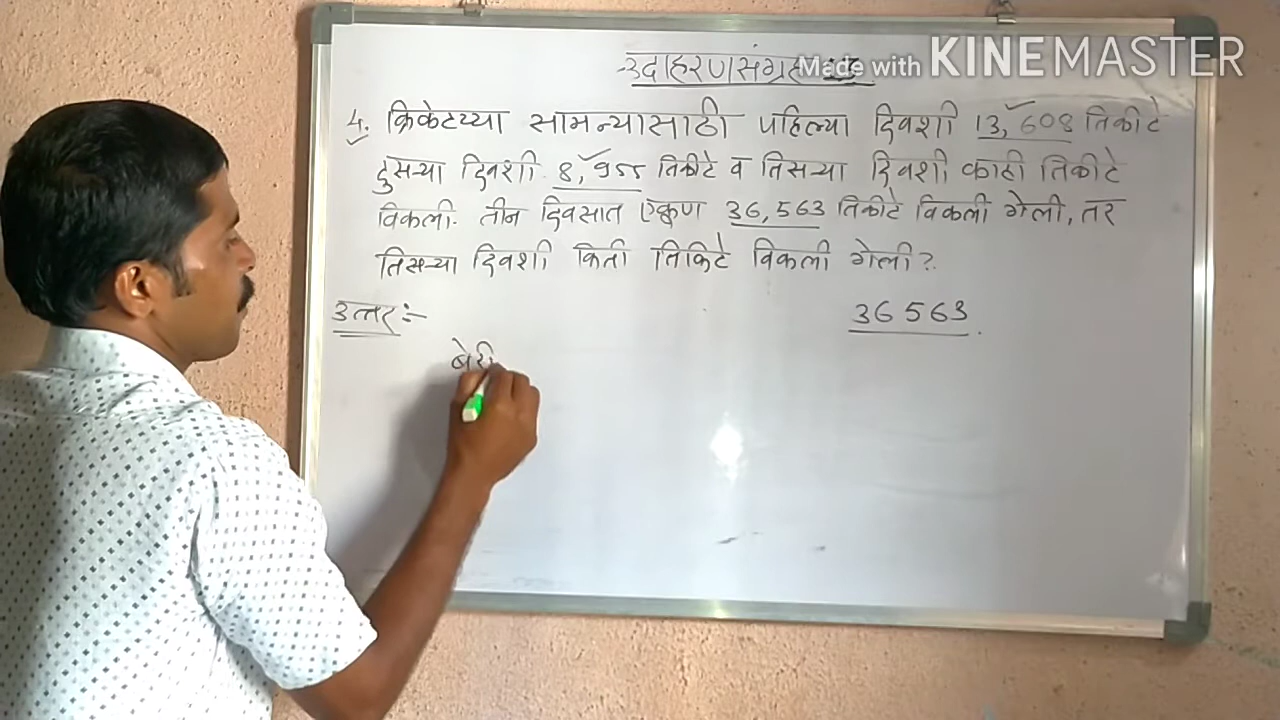 उदाहरणसंग्रह
Made with KINEMASTER
4. क्रिकेटच्या सामन्यासाठी पहिल्या दिवशी 13,608 तिकीटे
दुसऱ्या दिवशी 8,955 तिकीटे व तिसऱ्या दिवशी काही तिकीटे
विकली. तीन दिवसात एकूण 36,563 तिकीटे विकली गेली, तर
तिसऱ्या दिवशी किती तिकिटे विकली गेली?
उत्तर :-
36563
बेरी